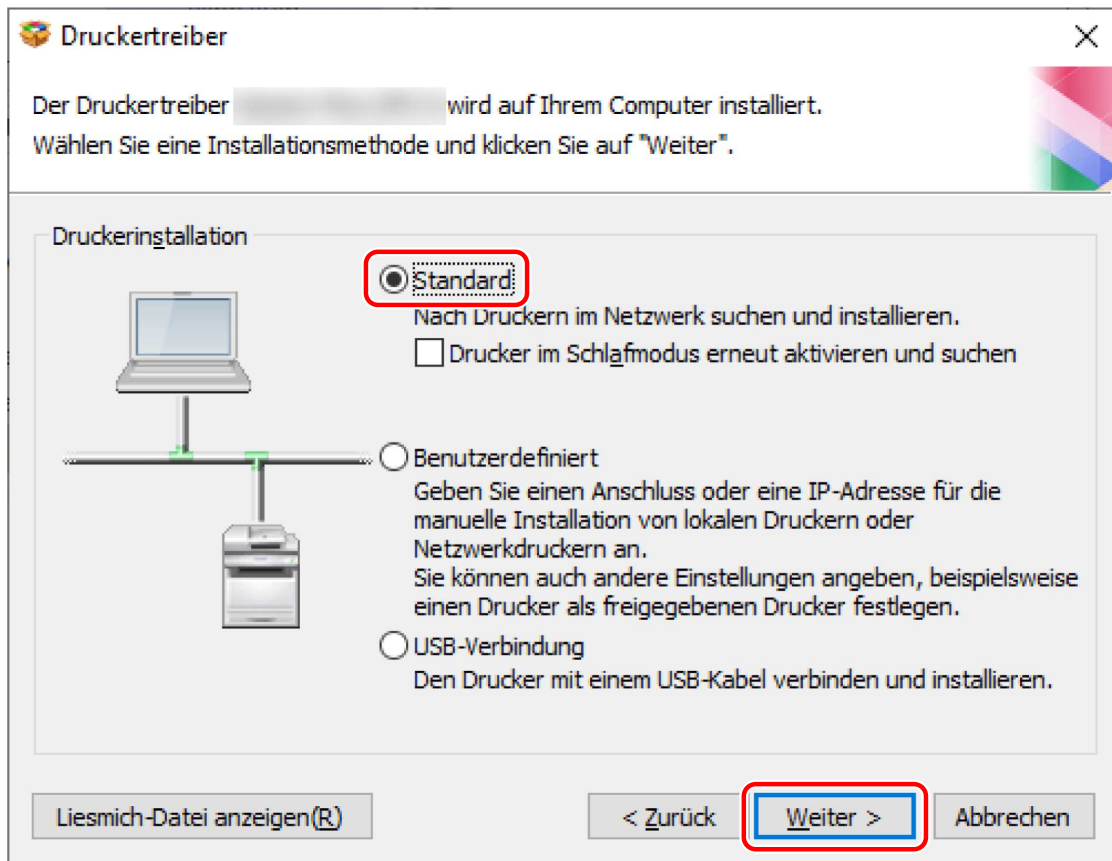 Druckertreiber
Der Druckertreiber wird auf Ihrem Computer installiert.
Wählen Sie eine Installationsmethode und klicken Sie auf "Weiter".
Druckerinstallation
Standard
Nach Druckern im Netzwerk suchen und installieren.
Drucker im Schlafmodus erneut aktivieren und suchen
Benutzerdefiniert
Geben Sie einen Anschluss oder eine IP-Adresse für die
manuelle Installation von lokalen Druckern oder
Netzwerkdruckern an.
Sie können auch andere Einstellungen angeben, beispielsweise
einen Drucker als freigegebenen Drucker festlegen.
USB-Verbindung
Den Drucker mit einem USB-Kabel verbinden und installieren.
Liesmich-Datei anzeigen(R)
< Zurück
Weiter >
Abbrechen